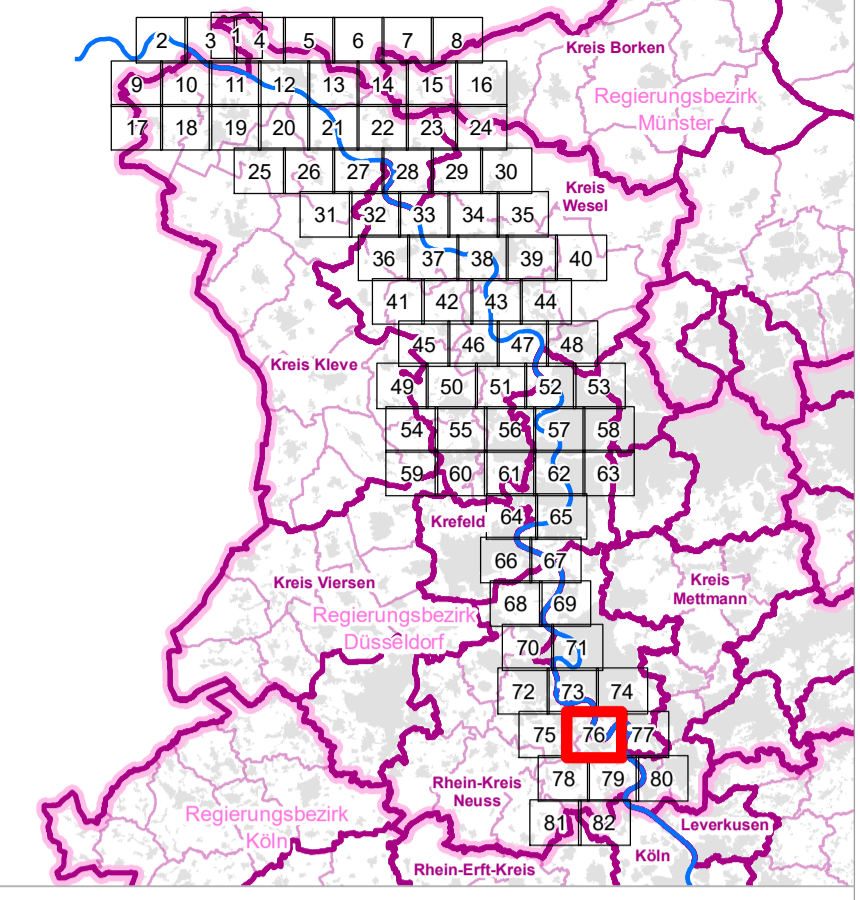 2 3 1 4 5 6 7 8
Kreis Borken
9 10 11 12 13 14 15 16
Regierungsbezirk
Münster
17 18 19 20 21 22 23 24
25 26 27 28 29 30
Kreis
Wesel
31 32 33 34 35
36 37 38 39 40
41 42 43 44
45 46 47 48
Kreis Kleve
49 50 51 52 53
54 55 56 57 58
59 60 61 62 63
Krefeld
64 65
66 67
Kreis Viersen
Kreis
Mettmann
68 69
Regierungsbezirk
Düsseldorf
70 71
72 73 74
75 76 77
78 79 80
Rhein-Kreis
Neuss
Regierungsbezirk
Köln
81 82
Leverkusen
Köln
Rhein-Erft-Kreis